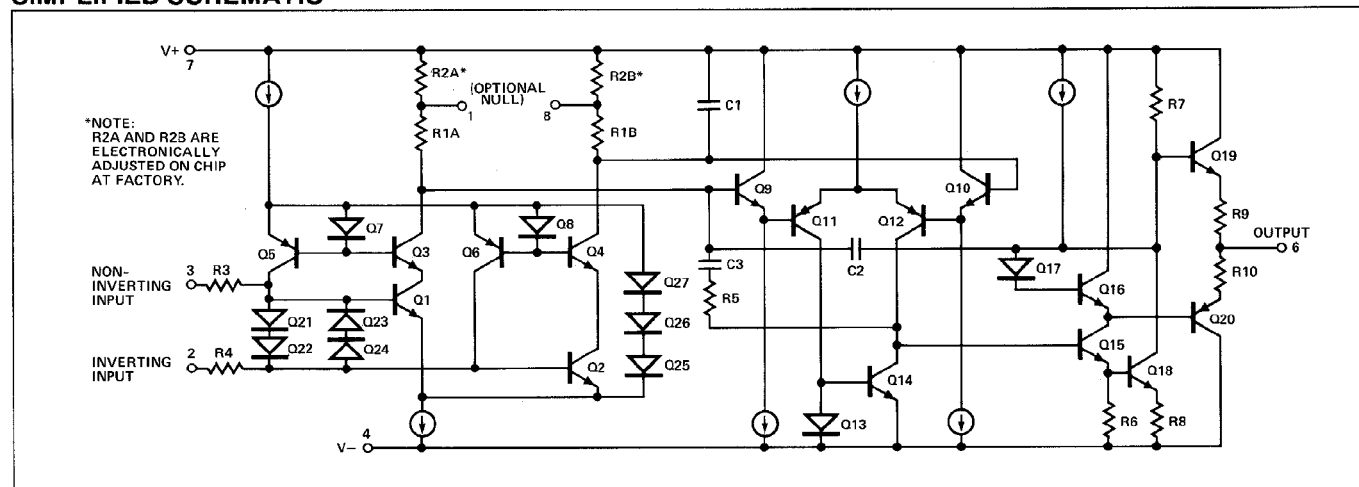 SIMPLIFIED SCHEMATIC
V+
7
R2A*
R2B*
(OPTIONAL
NULL)
1
8
R1A
R1B
C1
R7
*NOTE:
R2A AND R2B ARE
ELECTRONICALLY
ADJUSTED ON CHIP
AT FACTORY.
Q19
Q9
Q10
Q11
Q12
R9
Q7
Q8
Q5
Q3
Q6
Q4
OUTPUT
6
NON-
INVERTING
INPUT
3
R3
C3
C2
Q17
R10
Q27
Q16
Q1
R5
Q20
Q21
Q23
Q26
Q22
Q24
Q15
INVERTING
INPUT
2
R4
Q25
Q2
Q14
Q18
Q13
R6
R8
V–
4